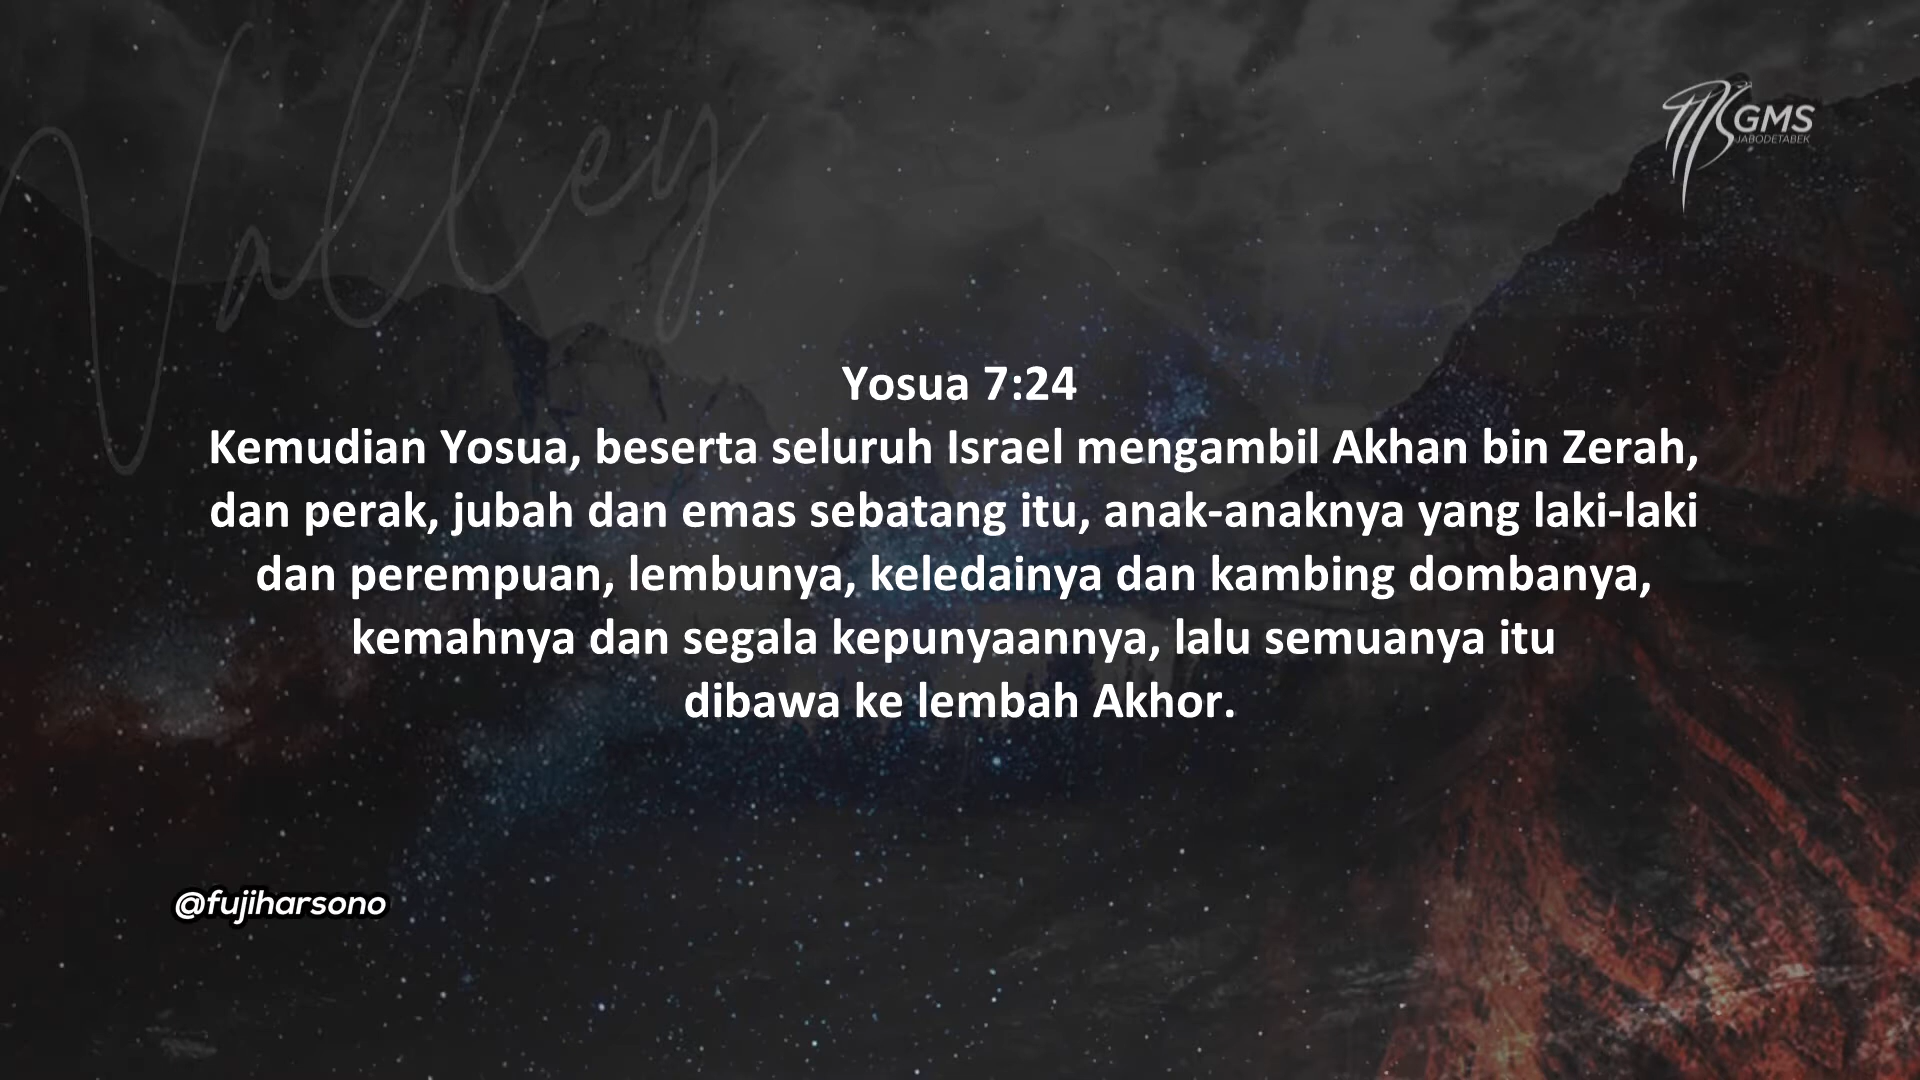 Valley
GMS
JABODETABEK
Yosua 7:24
Kemudian Yosua, beserta seluruh Israel mengambil Akhan bin Zerah,
dan perak, jubah dan emas sebatang itu, anak-anaknya yang laki-laki
dan perempuan, lembunya, keledainya dan kambing dombanya,
kemahnya dan segala kepunyaannya, lalu semuanya itu
dibawa ke lembah Akhor.
@fujiharsono